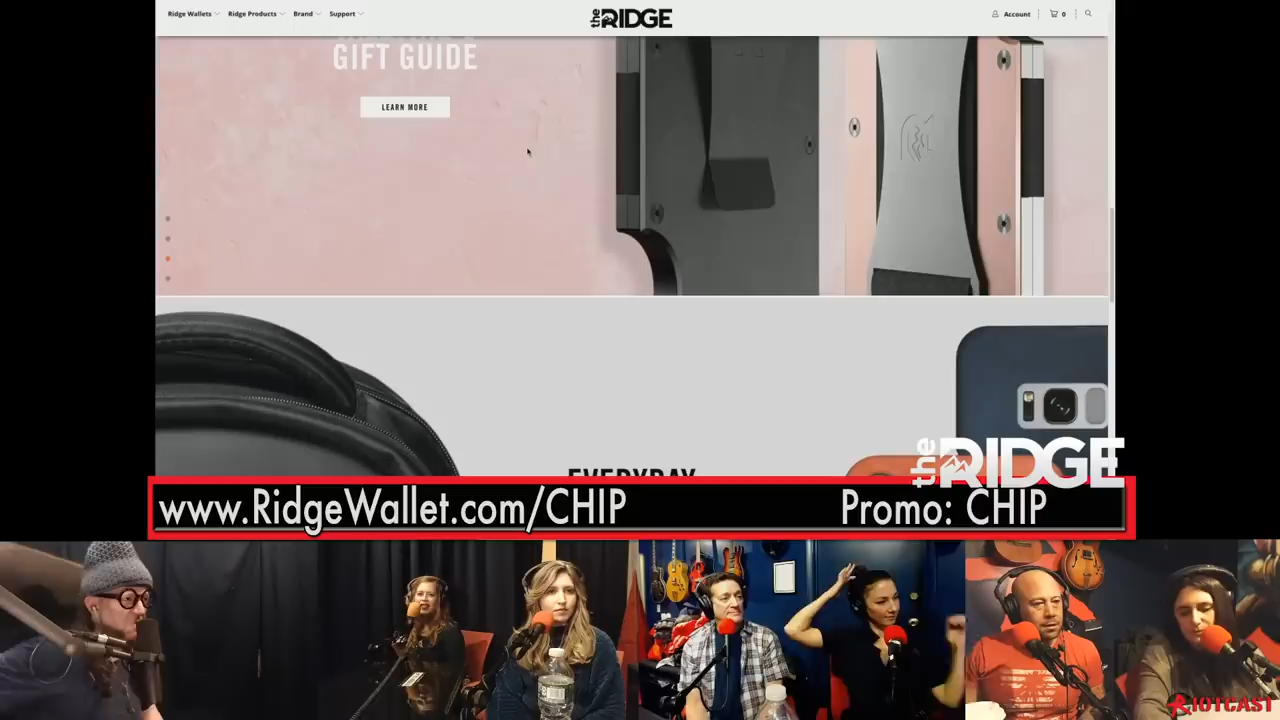 Ridge Wallets
Ridge Products
Brand
Support
the RIDGE
Account
0
GIFT GUIDE
LEARN MORE
EVERYDAY
the RIDGE
www.RidgeWallet.com/CHIP
Promo: CHIP
RIOTCAST